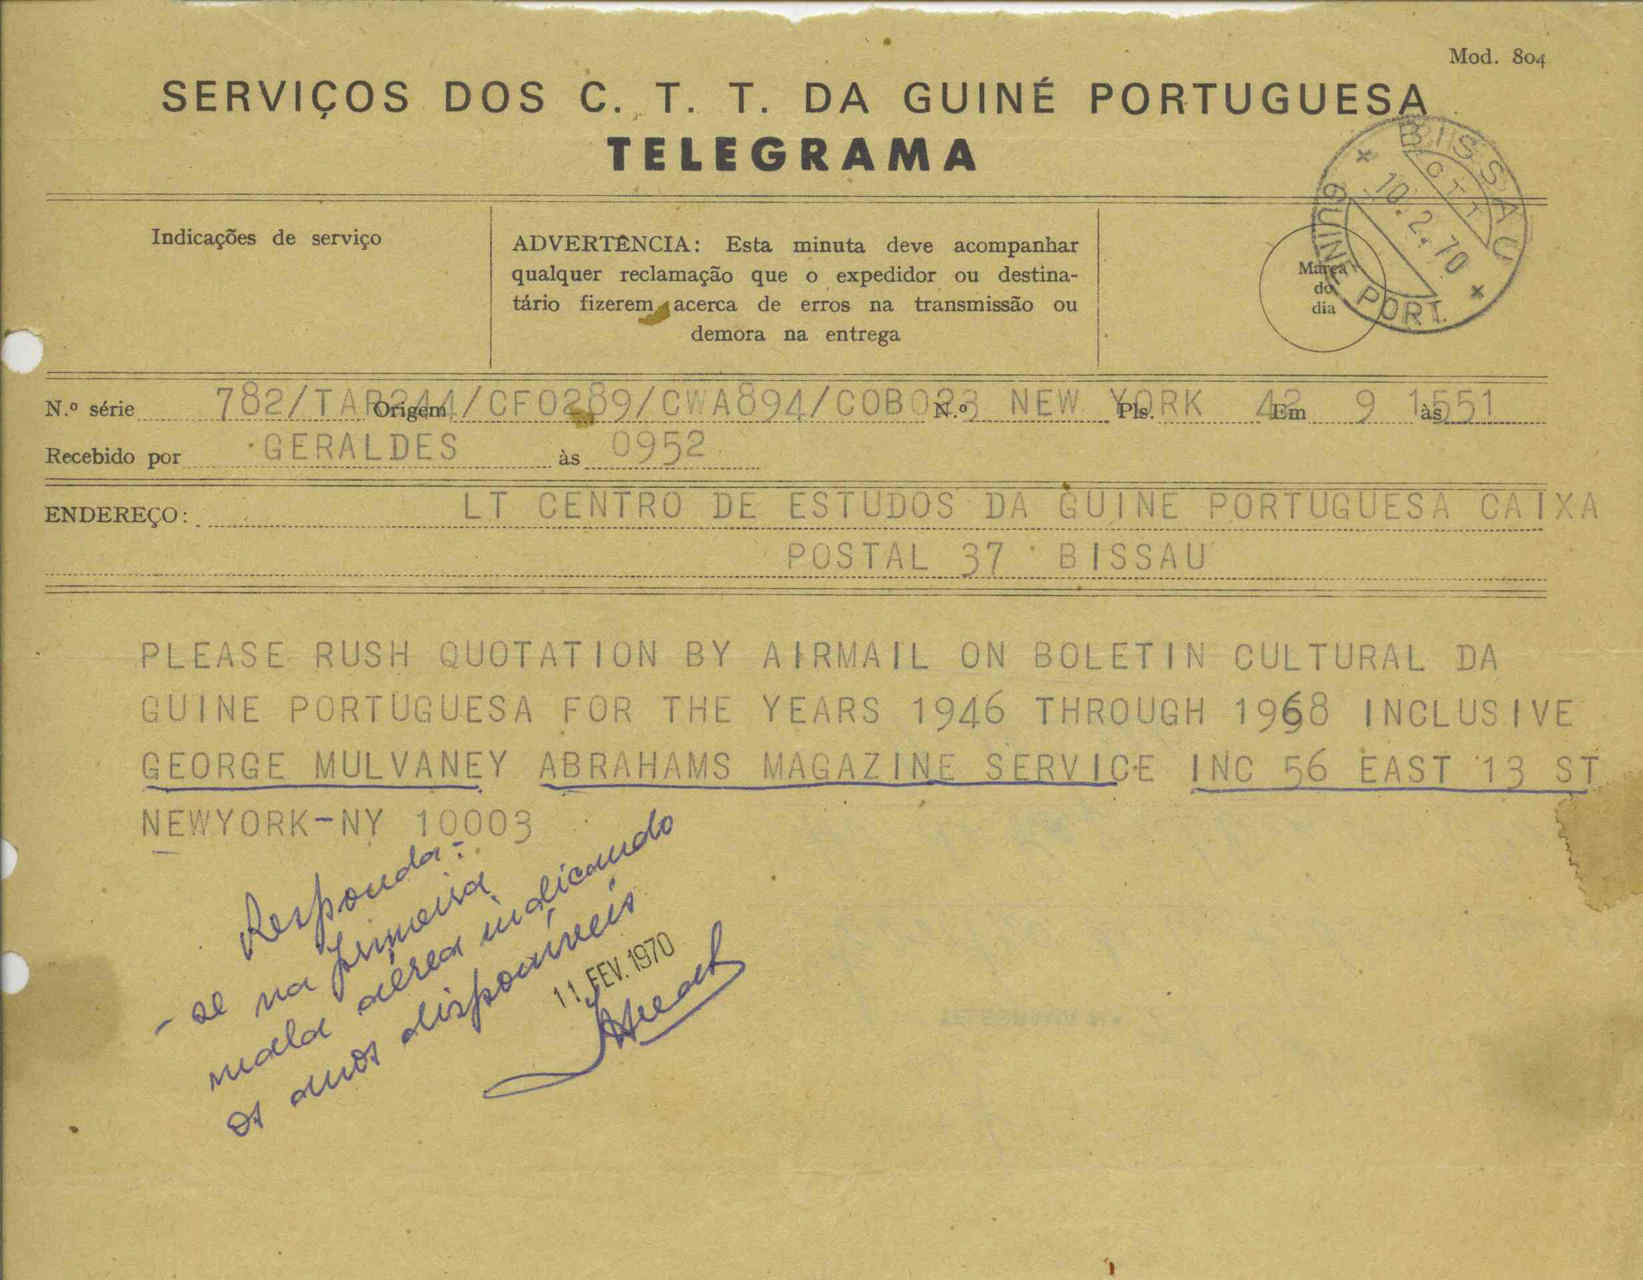 Mod. 804
SERVIÇOS DOS C. T. T. DA GUINÉ PORTUGUESA
TELEGRAMA
BISSAU
CTT
10.2.70
GUINÉ PORT.
Indicações de serviço
ADVERTÊNCIA: Esta minuta deve acompanhar
qualquer reclamação que o expedidor ou destina-
tário fizerem acerca de erros na transmissão ou
demora na entrega
Marca
do
dia
N.º série Origem N.º Pls. Em às
782/TAP244/CF0289/CWA894/COB023 NEW YORK 42 9 1551
Recebido por GERALDES às 0952
ENDEREÇO: LT CENTRO DE ESTUDOS DA GUINE PORTUGUESA CAIXA
POSTAL 37 BISSAU
PLEASE RUSH QUOTATION BY AIRMAIL ON BOLETIN CULTURAL DA
GUINE PORTUGUESA FOR THE YEARS 1946 THROUGH 1968 INCLUSIVE
GEORGE MULVANEY ABRAHAMS MAGAZINE SERVICE INC 56 EAST 13 ST
NEWYORK-NY 10003
Responda-
-se na primeira
mala aérea indicando
os anos disponíveis
11 FEV. 1970